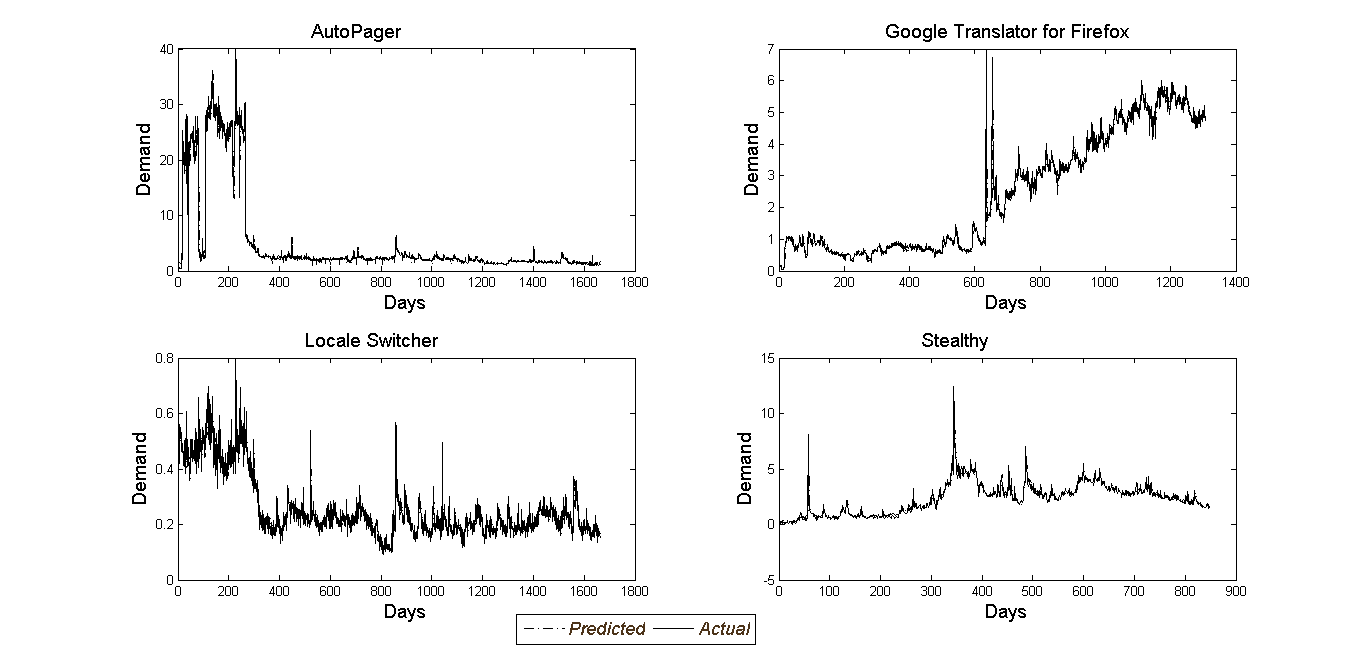 AutoPager
40
30
20
10
0
Demand
0 200 400 600 800 1000 1200 1400 1600 1800
Days
Google Translator for Firefox
7
6
5
4
3
2
1
0
Demand
0 200 400 600 800 1000 1200 1400
Days
Locale Switcher
0.8
0.6
0.4
0.2
0
Demand
0 200 400 600 800 1000 1200 1400 1600 1800
Days
Stealthy
15
10
5
0
-5
Demand
0 100 200 300 400 500 600 700 800 900
Days
Predicted Actual